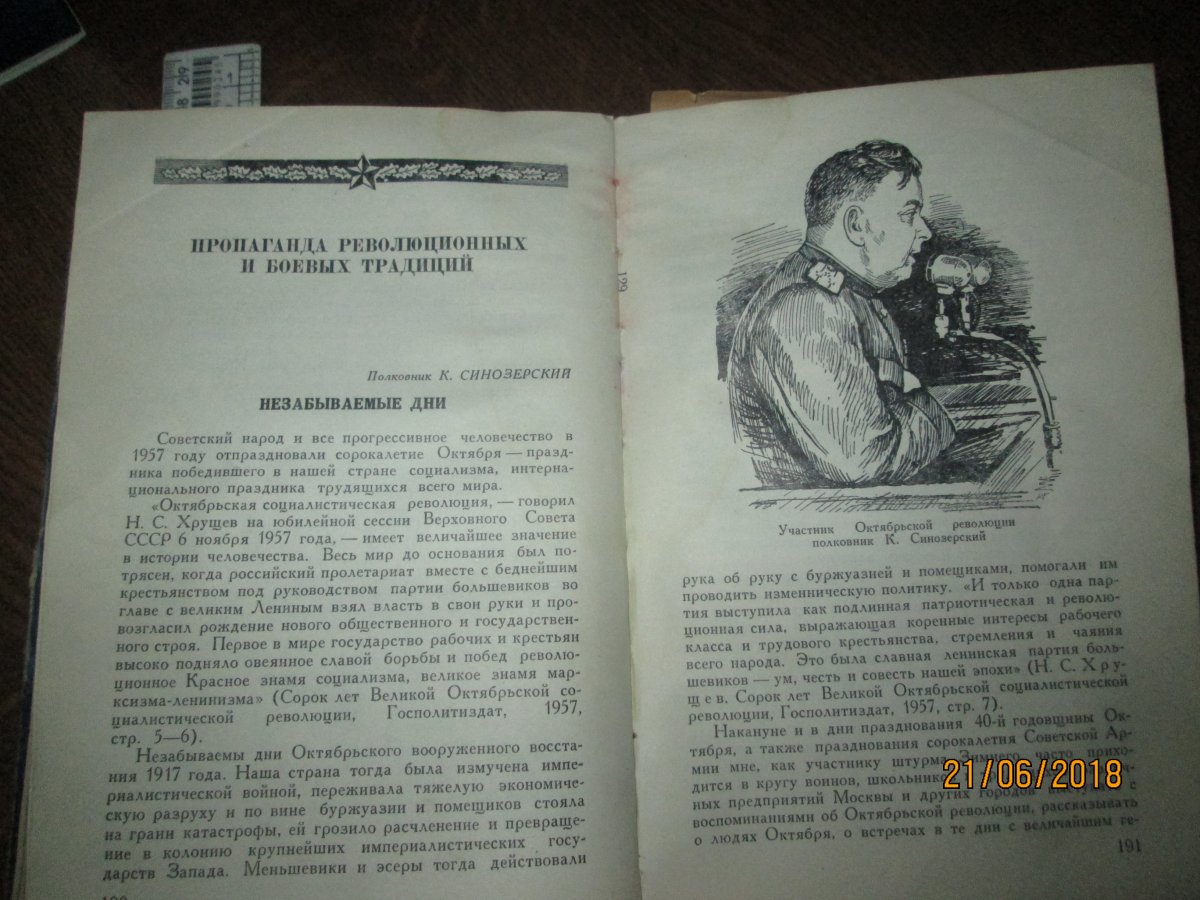 ПРОПАГАНДА РЕВОЛЮЦИОННЫХ
И БОЕВЫХ ТРАДИЦИЙ
Полковник К. СИНОЗЕРСКИЙ
НЕЗАБЫВАЕМЫЕ ДНИ
Советский народ и все прогрессивное человечество в
1957 году отпраздновали сорокалетие Октября — празд-
ника победившего в нашей стране социализма, интерна-
ционального праздника трудящихся всего мира.
«Октябрьская социалистическая революция, — говорил
Н. С. Хрущев на юбилейной сессии Верховного Совета
СССР 6 ноября 1957 года, — имеет величайшее значение
в истории человечества. Весь мир до основания был по-
трясен, когда российский пролетариат вместе с беднейшим
крестьянством под руководством партии большевиков во
главе с великим Лениным взял власть в свои руки и про-
возгласил рождение нового общественного и государствен-
ного строя. Первое в мире государство рабочих и крестьян
высоко подняло овеянное славой борьбы и побед револю-
ционное Красное знамя социализма, великое знамя мар-
ксизма-ленинизма» (Сорок лет Великой Октябрьской со-
циалистической революции, Госполитиздат, 1957,
стр. 5—6).
Незабываемы дни Октябрьского вооруженного восста-
ния 1917 года. Наша страна тогда была измучена импе-
риалистической войной, переживала тяжелую экономиче-
скую разруху и по вине буржуазии и помещиков стояла
на грани катастрофы, ей грозило расчленение и превраще-
ние в колонию крупнейших империалистических госу-
дарств Запада. Меньшевики и эсеры тогда действовали
199
Участник Октябрьской революции
полковник К. Синозерский
рука об руку с буржуазией и помещиками, помогали им
проводить изменническую политику. «И только одна пар-
тия выступила как подлинная патриотическая и револю-
ционная сила, выражающая коренные интересы рабочего
класса и трудового крестьянства, стремления и чаяния
всего народа. Это была славная ленинская партия боль-
шевиков — ум, честь и совесть нашей эпохи» (Н. С. Хру-
щев. Сорок лет Великой Октябрьской социалистической
революции, Госполитиздат, 1957, стр. 7).
Накануне и в дни празднования 40-й годовщины Ок-
тября, а также празднования сорокалетия Советской Ар-
мии мне, как участнику штурма Зимнего, часто прихо-
дится в кругу воинов, школьников
ных предприятий Москвы и других городов с
воспоминаниями об Октябрьской революции, рассказывать
о людях Октября, о встречах в те дни с величайшим ге-
191
21/06/2018